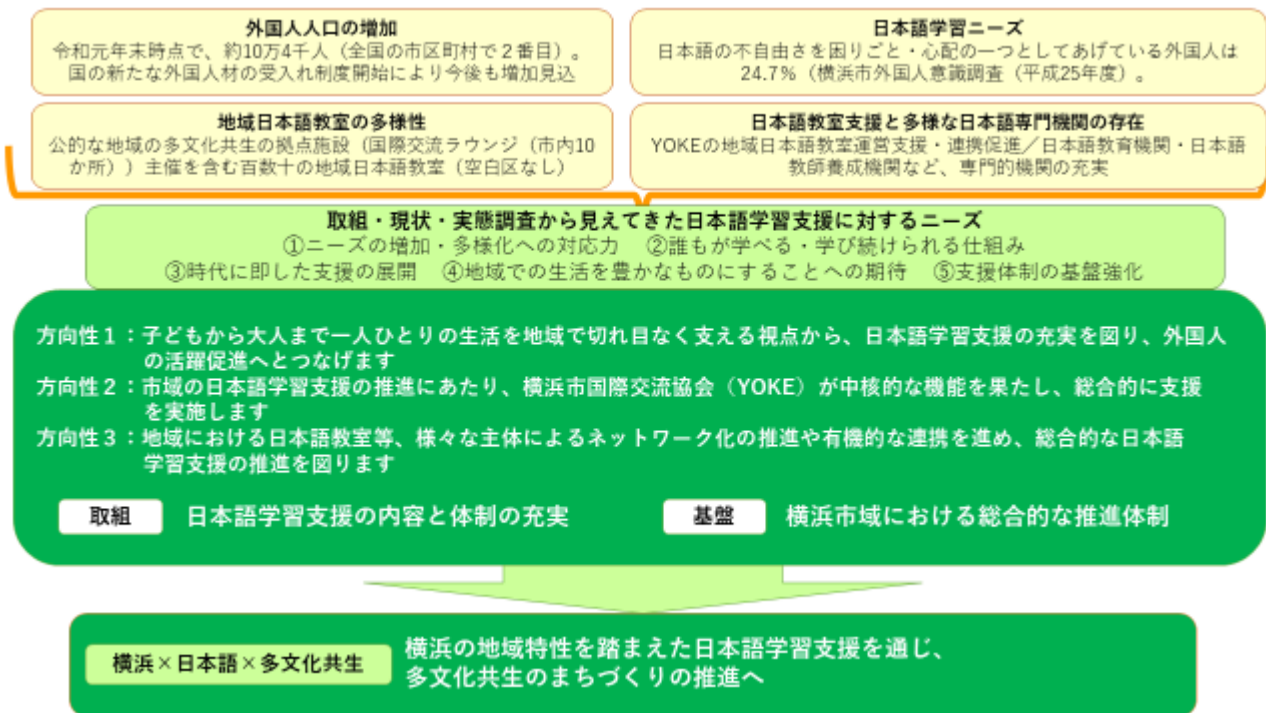 外国人人口の増加
令和元年末時点で、約10万4千人（全国の市区町村で２番目）。
国の新たな外国人材の受入れ制度開始により今後も増加見込
日本語学習ニーズ
日本語の不自由さを困りごと・心配の一つとしてあげている外国人は
24.7%（横浜市外国人意識調査（平成25年度）。
地域日本語教室の多様性
公的な地域の多文化共生の拠点施設（国際交流ラウンジ（市内10
か所））主催を含む百数十の地域日本語教室（空白区なし）
日本語教室支援と多様な日本語専門機関の存在
YOKEの地域日本語教室運営支援・連携促進／日本語教育機関・日本語
教師養成機関など、専門的機関の充実
取組・現状・実態調査から見えてきた日本語学習支援に対するニーズ
①ニーズの増加・多様化への対応力　②誰もが学べる・学び続けられる仕組み
③時代に即した支援の展開　④地域での生活を豊かなものにすることへの期待　⑤支援体制の基盤強化
方向性１：子どもから大人まで一人ひとりの生活を地域で切れ目なく支える視点から、日本語学習支援の充実を図り、外国人
の活躍促進へとつなげます
方向性２：市域の日本語学習支援の推進にあたり、横浜市国際交流協会（YOKE）が中核的な機能を果たし、総合的に支援
を実施します
方向性３：地域における日本語教室等、様々な主体によるネットワーク化の推進や有機的な連携を進め、総合的な日本語
学習支援の推進を図ります
取組　日本語学習支援の内容と体制の充実
基盤　横浜市域における総合的な推進体制
横浜×日本語×多文化共生
横浜の地域特性を踏まえた日本語学習支援を通じ、
多文化共生のまちづくりの推進へ